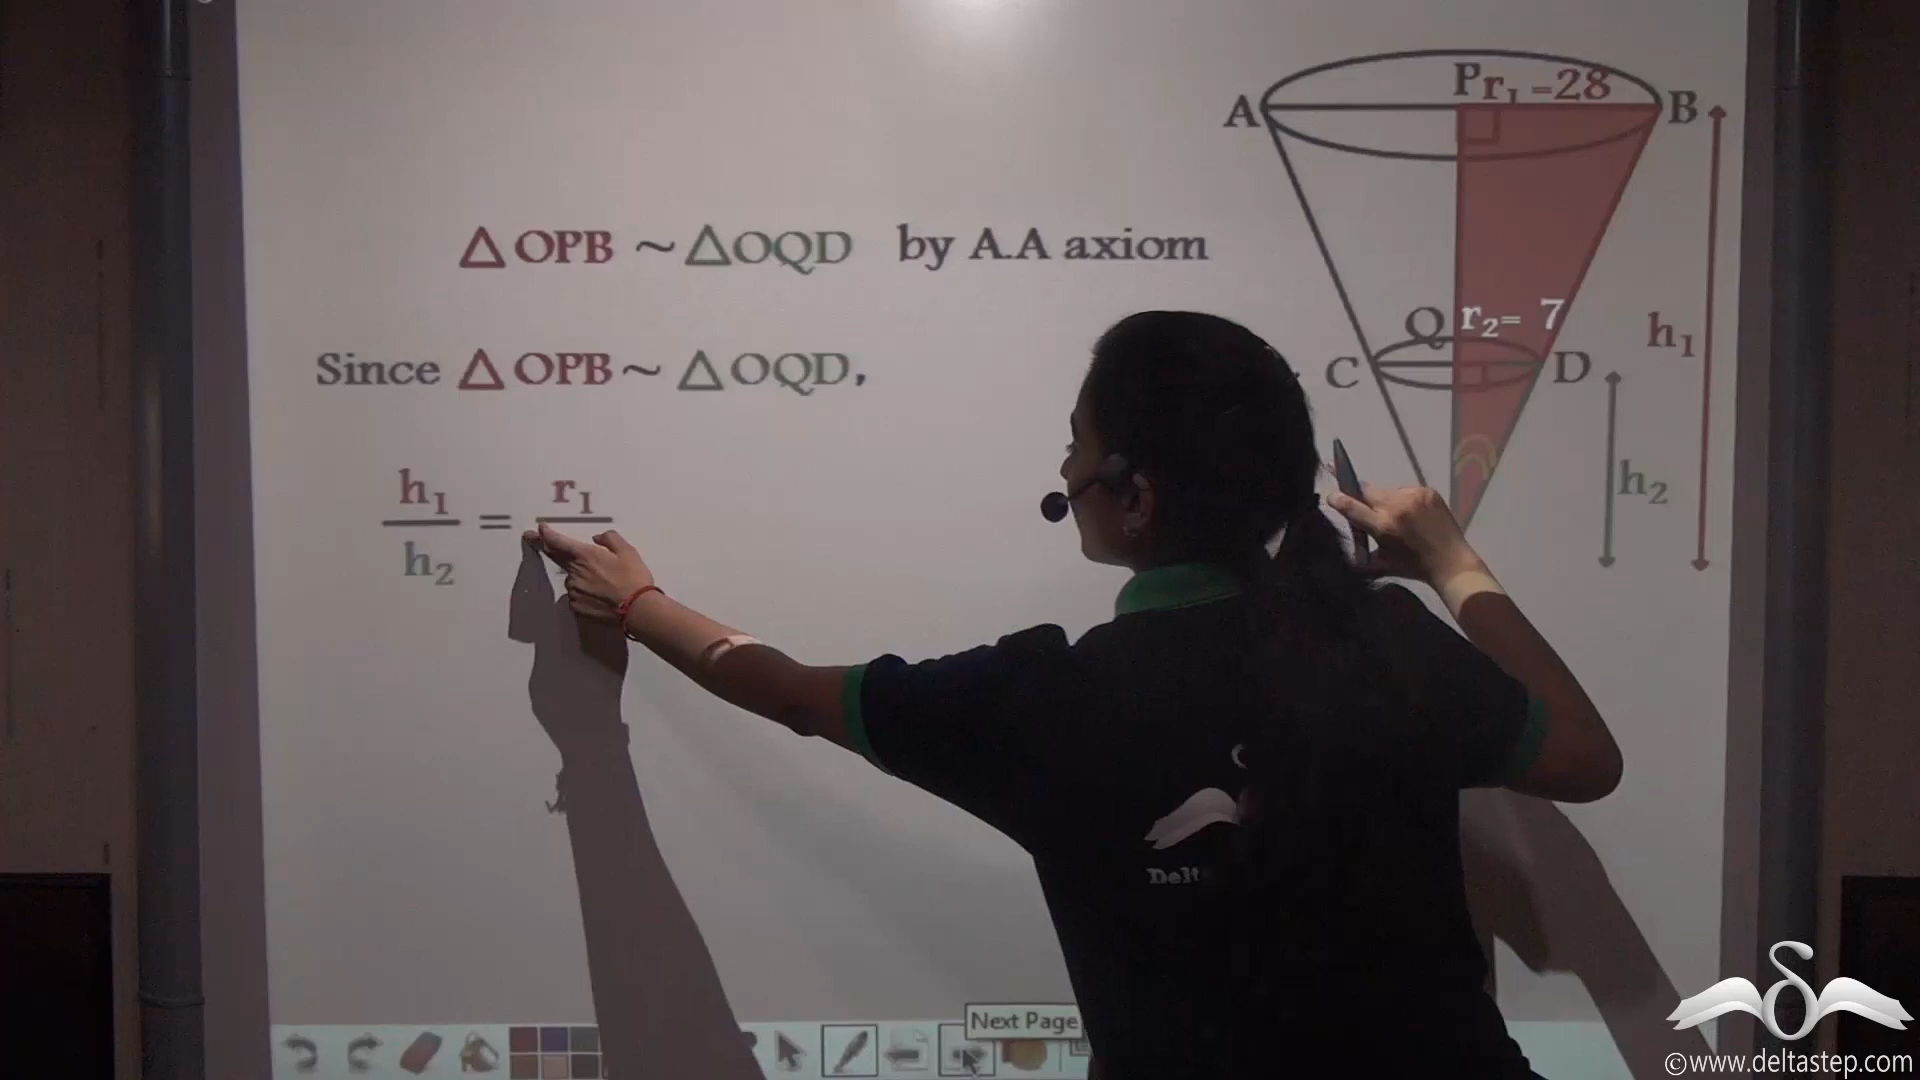 P r₁ =28
A
B
△ OPB ~ △OQD by A.A axiom
Q r₂= 7
h₁
Since △ OPB ~ △ OQD,
C
D
h₁
h₂
=
r₁
h₂
Delt
Next Page
©www.deltastep.com